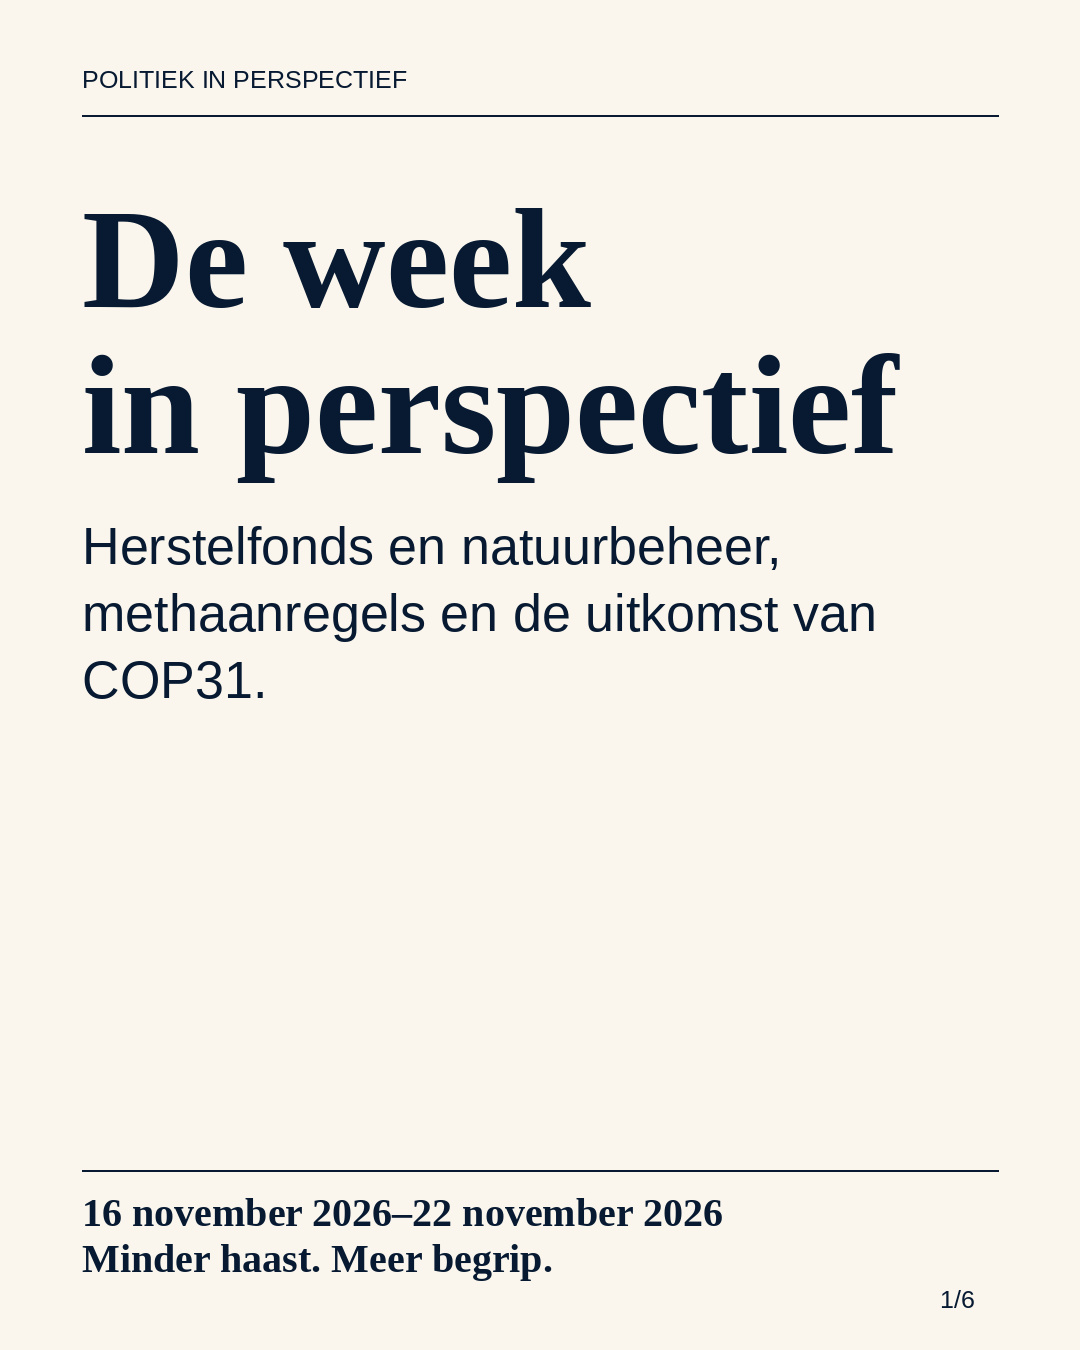 POLITIEK IN PERSPECTIEF
De week
in perspectief
Herstelfonds en natuurbeheer,
methaanregels en de uitkomst van
COP31.
16 november 2026–22 november 2026
Minder haast. Meer begrip.
1/6